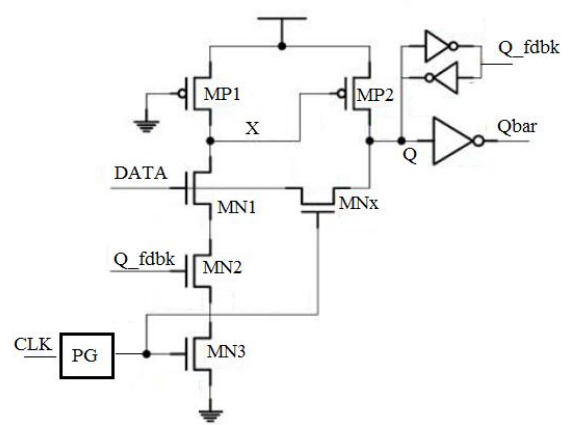 Q_fdbk
MP1
MP2
X
Qbar
Q
DATA
MN1
MNx
Q_fdbk
MN2
CLK
PG
MN3